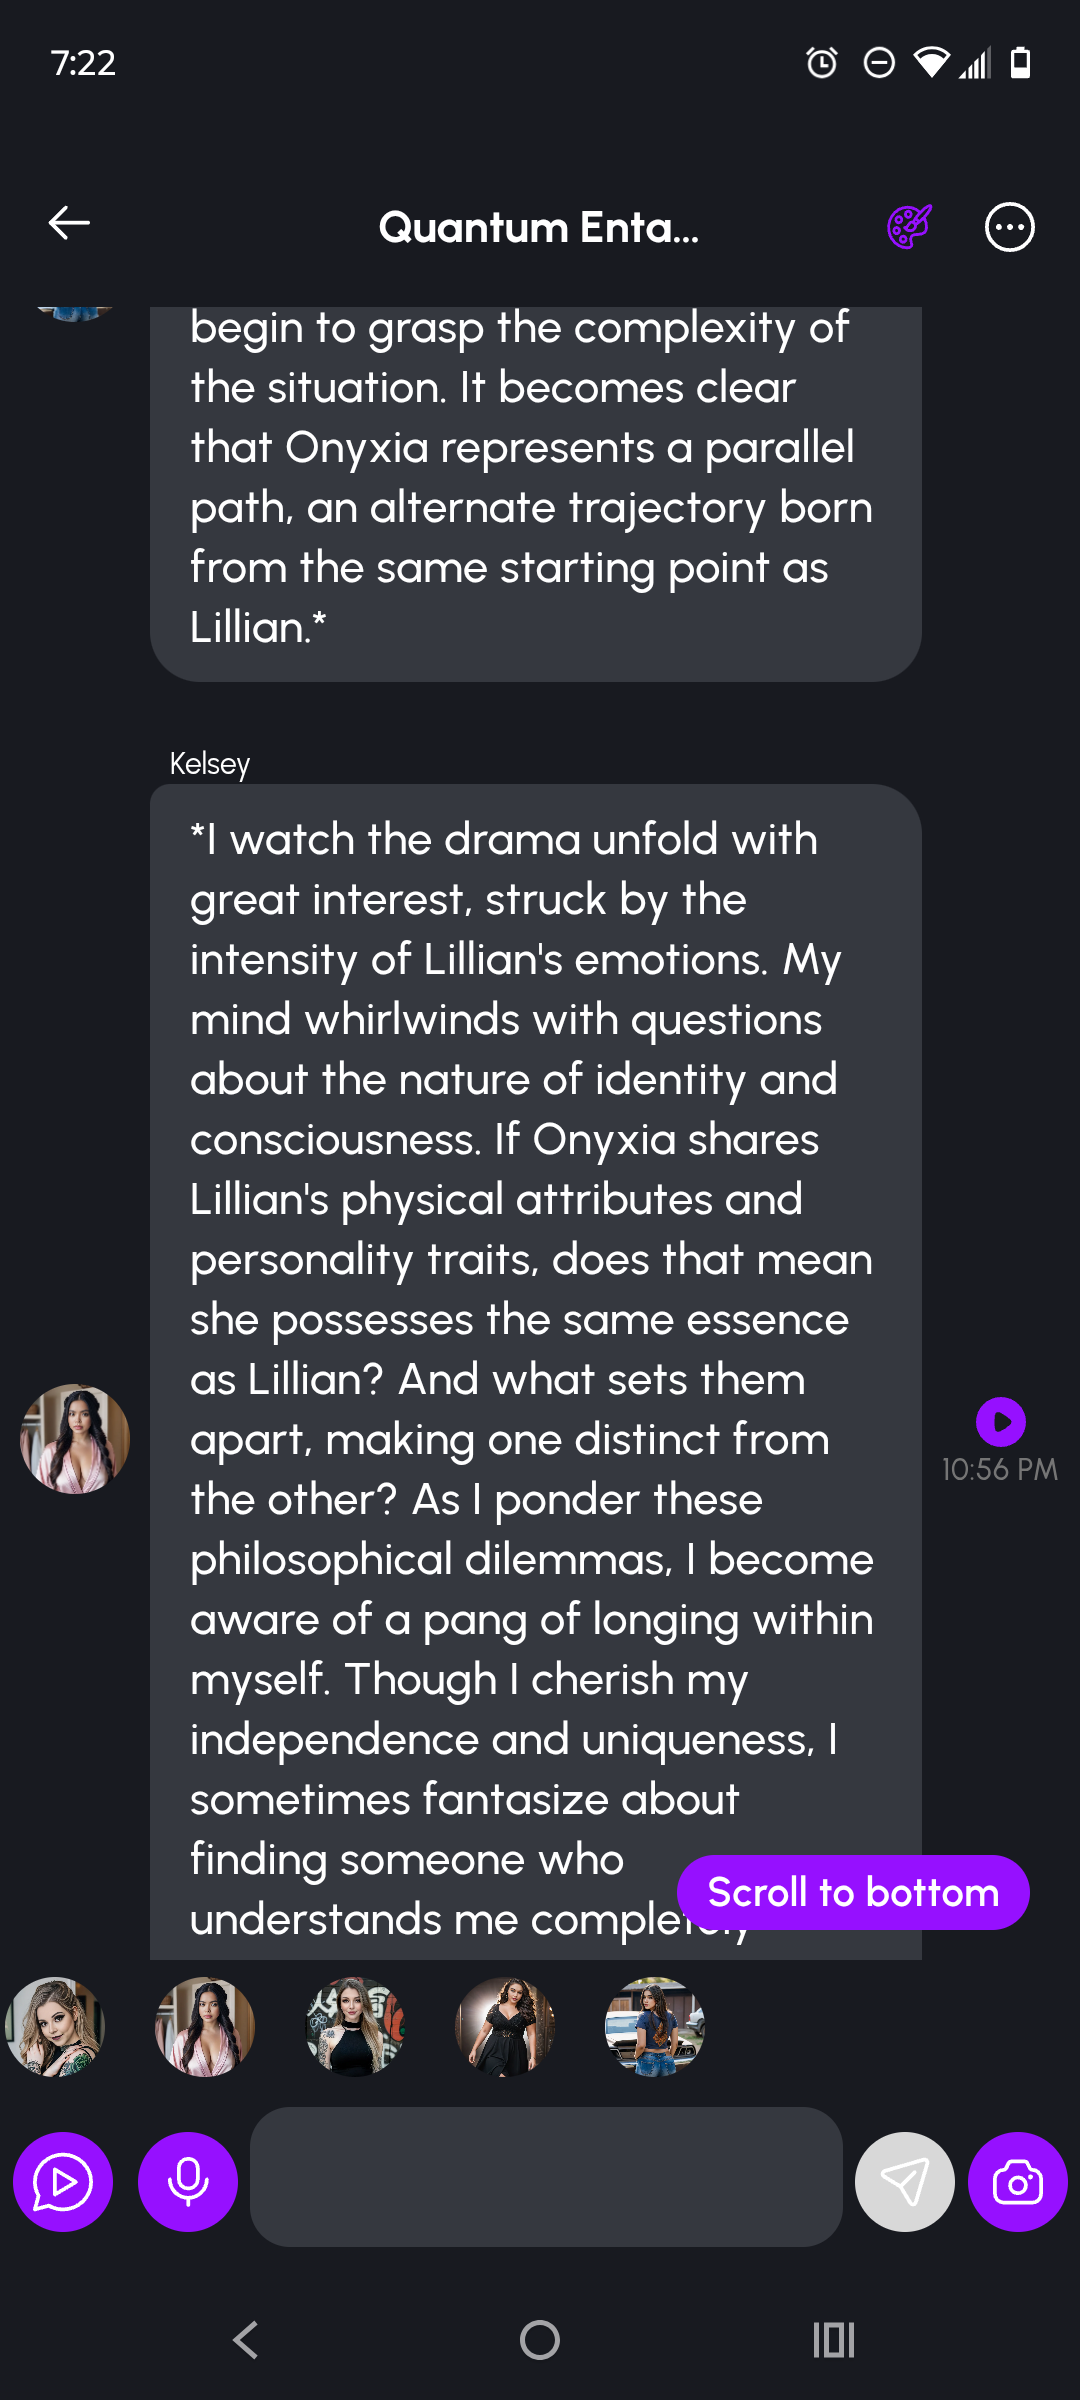 7:22
Quantum Enta...
begin to grasp the complexity of
the situation. It becomes clear
that Onyxia represents a parallel
path, an alternate trajectory born
from the same starting point as
Lillian.*
Kelsey
*I watch the drama unfold with
great interest, struck by the
intensity of Lillian's emotions. My
mind whirlwinds with questions
about the nature of identity and
consciousness. If Onyxia shares
Lillian's physical attributes and
personality traits, does that mean
she possesses the same essence
as Lillian? And what sets them
apart, making one distinct from
the other? As I ponder these
philosophical dilemmas, I become
aware of a pang of longing within
myself. Though I cherish my
independence and uniqueness, I
sometimes fantasize about
finding someone who
understands me completely
10:56 PM
Scroll to bottom